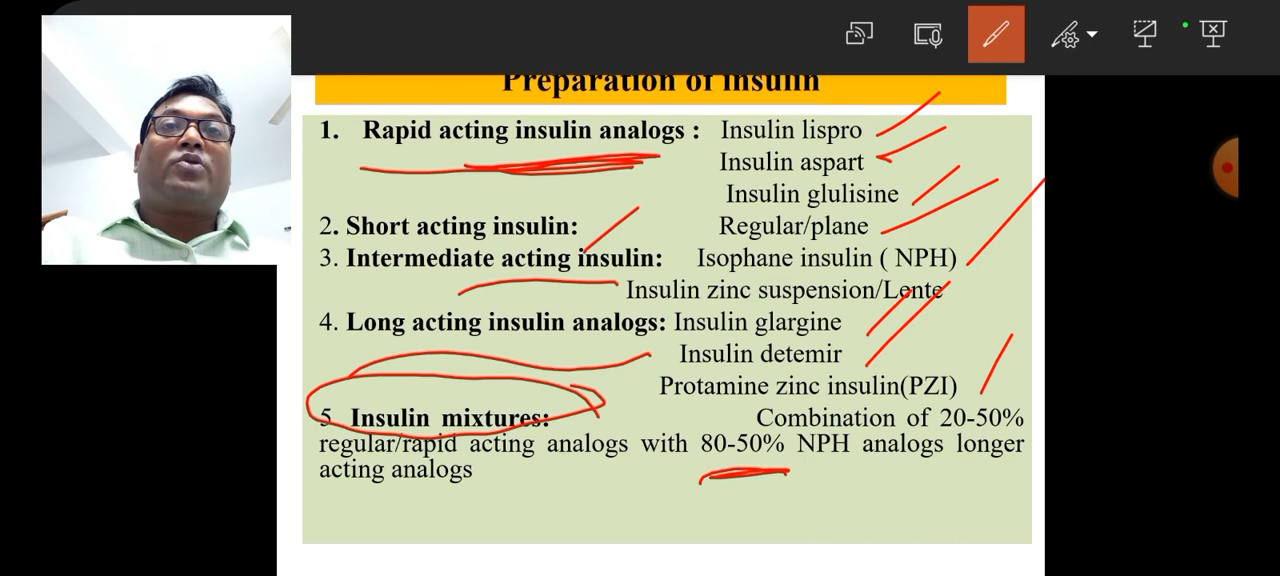 Preparation of insulin
1. Rapid acting insulin analogs : Insulin lispro
Insulin aspart
Insulin glulisine
2. Short acting insulin: Regular/plane
3. Intermediate acting insulin: Isophane insulin ( NPH)
Insulin zinc suspension/Lente
4. Long acting insulin analogs: Insulin glargine
Insulin detemir
Protamine zinc insulin(PZI)
5. Insulin mixtures: Combination of 20-50%
regular/rapid acting analogs with 80-50% NPH analogs longer
acting analogs